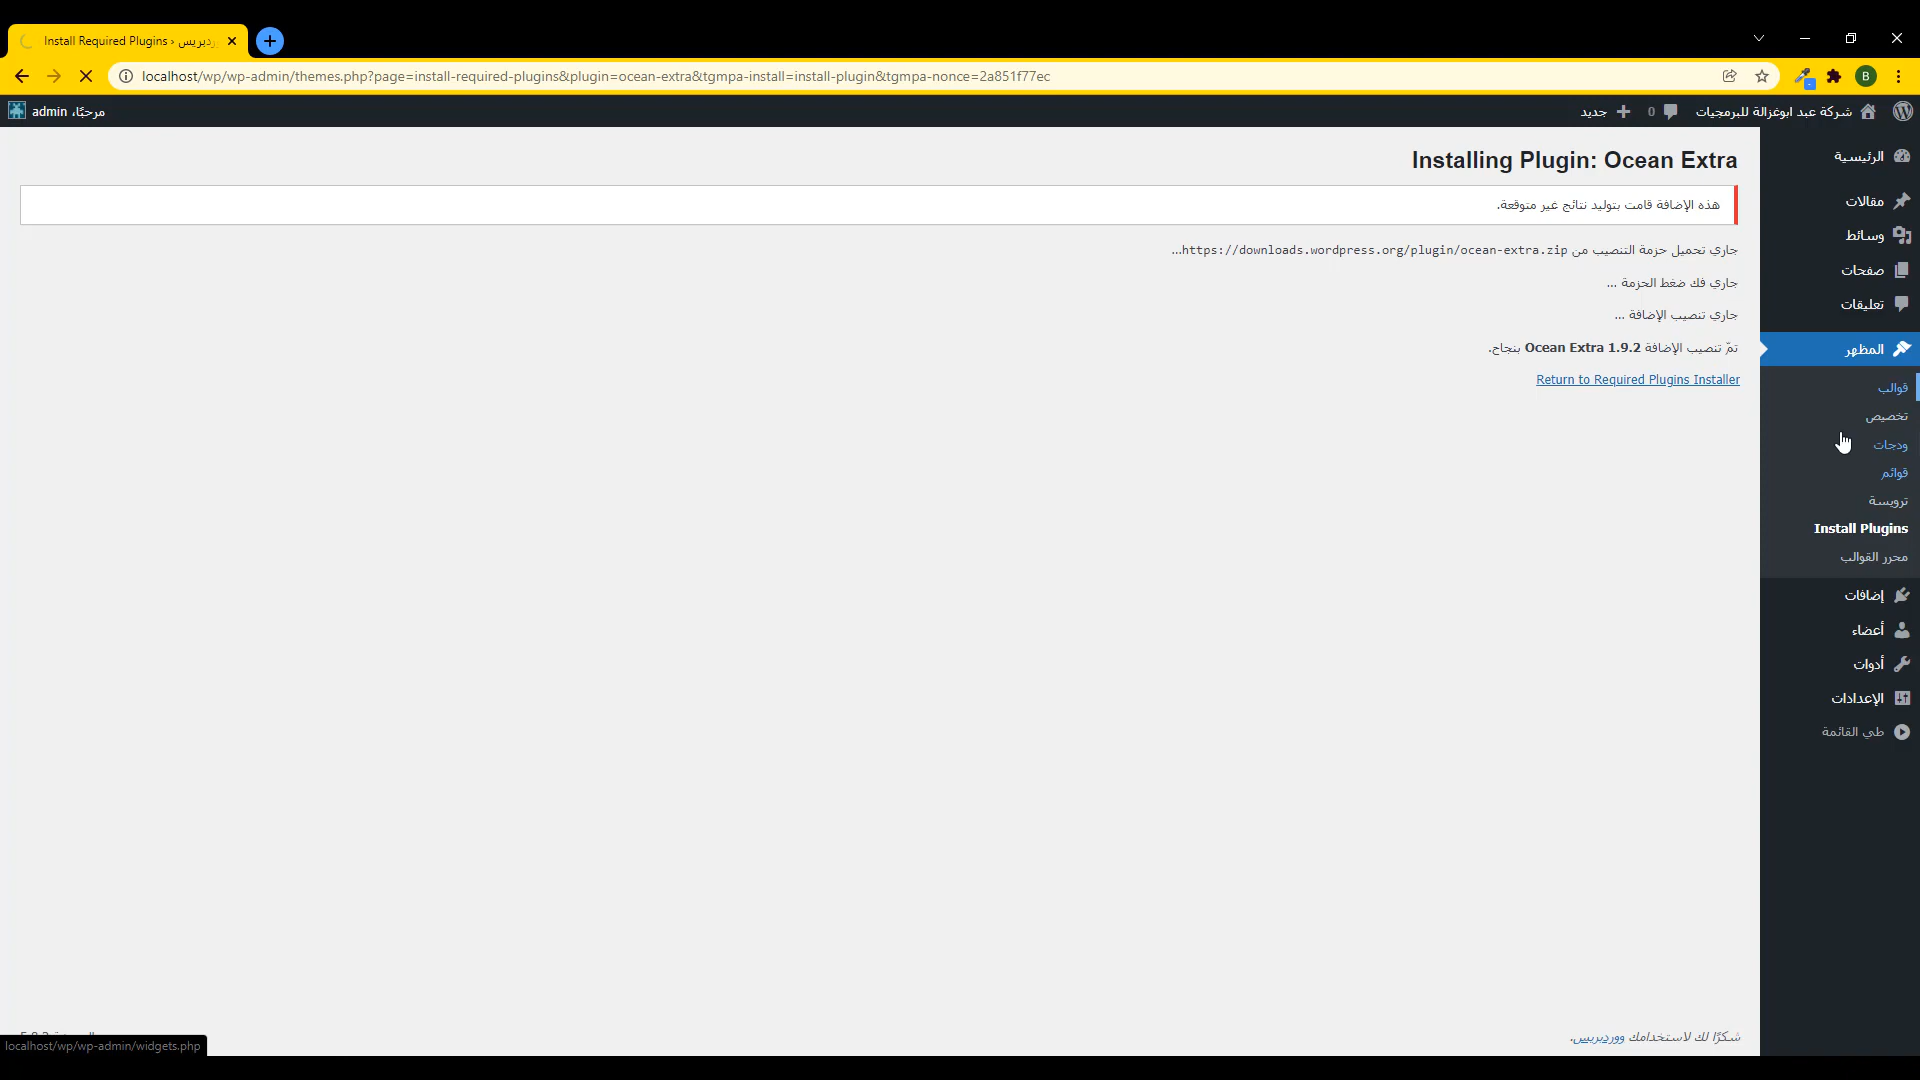 Install Required Plugins ‹ ووردبريس
localhost/wp/wp-admin/themes.php?page=install-required-plugins&plugin=ocean-extra&tgmpa-install=install-plugin&tgmpa-nonce=2a851f77ec
B
شركة عبد ابوغزالة للبرمجيات
0
جديد
مرحبًا، admin
الرئيسية
مقالات
وسائط
صفحات
تعليقات
المظهر
قوالب
تخصيص
ودجات
قوائم
ترويسة
Install Plugins
محرر القوالب
إضافات
أعضاء
أدوات
الإعدادات
طي القائمة
Installing Plugin: Ocean Extra
هذه الإضافة قامت بتوليد نتائج غير متوقعة.
جاري تحميل حزمة التنصيب من https://downloads.wordpress.org/plugin/ocean-extra.zip…
جاري فك ضغط الحزمة …
جاري تنصيب الإضافة …
تمّ تنصيب الإضافة Ocean Extra 1.9.2 بنجاح.
Return to Required Plugins Installer
شكرًا لك لاستخدامك ووردبريس.
localhost/wp/wp-admin/widgets.php